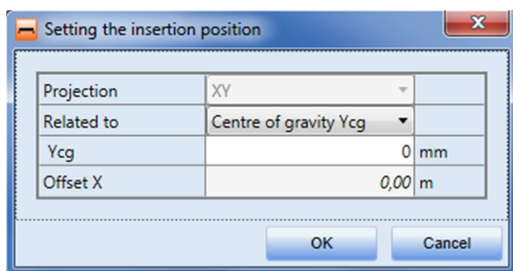 Setting the insertion position
Projection XY
Related to Centre of gravity Ycg
Ycg 0 mm
Offset X 0,00 m
OK Cancel